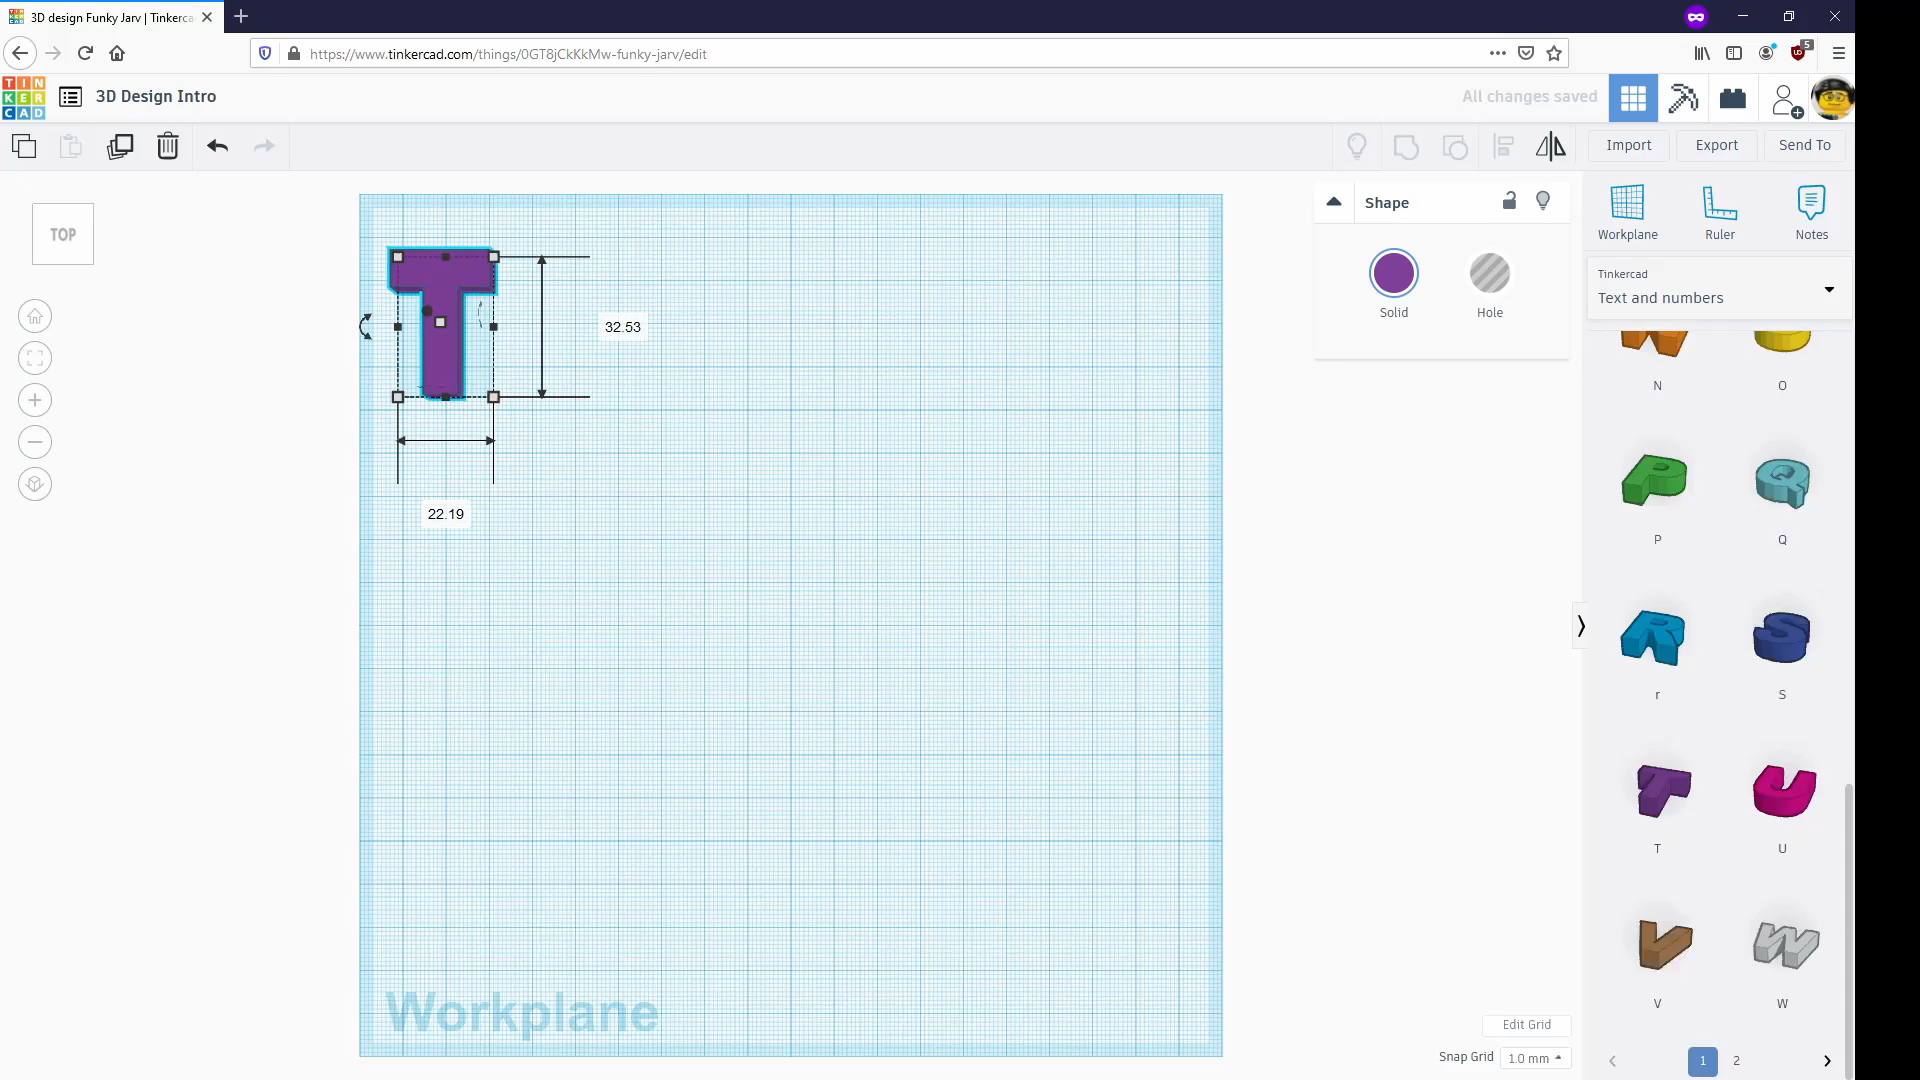 3D design Funky Jarv | Tinkerca
https://www.tinkercad.com/things/0GT8jCkKkMw-funky-jarv/edit
5
TIN
KER
CAD
3D Design Intro
All changes saved
Import
Export
Send To
TOP
Shape
Solid
Hole
Workplane
Ruler
Notes
Tinkercad
Text and numbers
32.53
22.19
N
O
P
Q
r
S
T
U
V
W
Workplane
Edit Grid
Snap Grid
1.0 mm
1
2